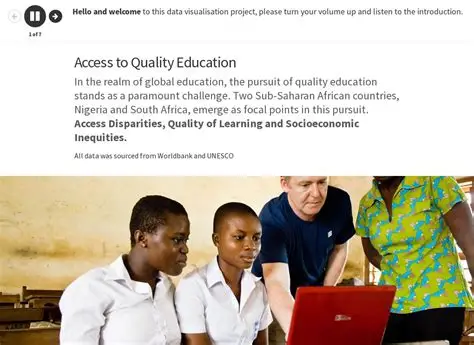 Hello and welcome to this data visualisation project, please turn your volume up and listen to the introduction.
1 of 7
Access to Quality Education
In the realm of global education, the pursuit of quality education
stands as a paramount challenge. Two Sub-Saharan African countries,
Nigeria and South Africa, emerge as focal points in this pursuit.
Access Disparities, Quality of Learning and Socioeconomic
Inequities.
All data was sourced from Worldbank and UNESCO